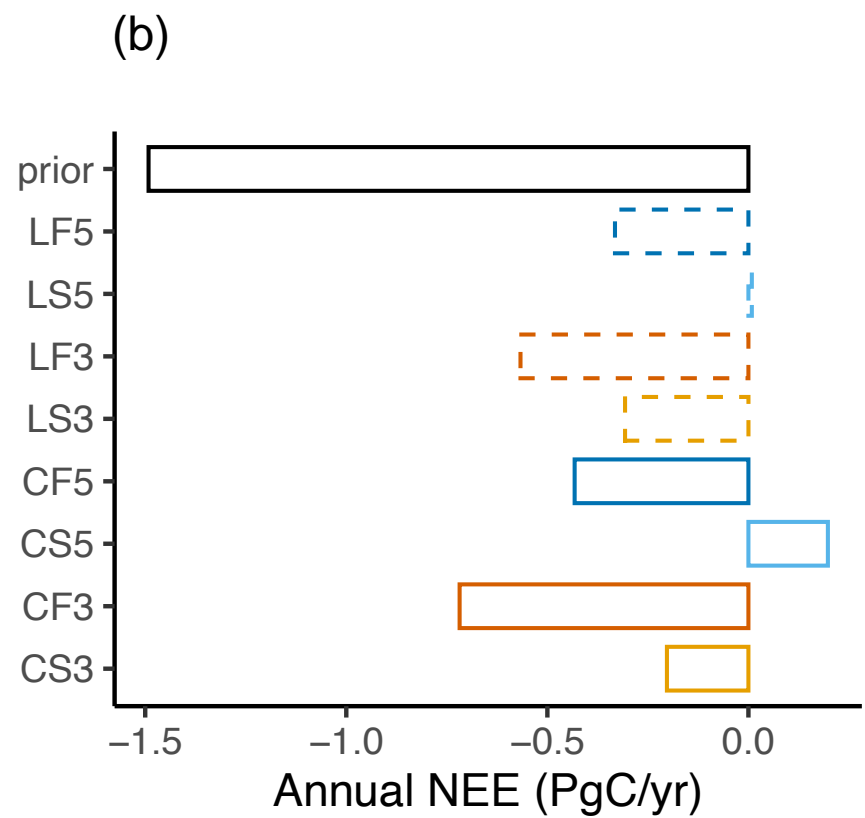 (b)
prior
LF5
LS5
LF3
LS3
CF5
CS5
CF3
CS3
−1.5 −1.0 −0.5 0.0
Annual NEE (PgC/yr)